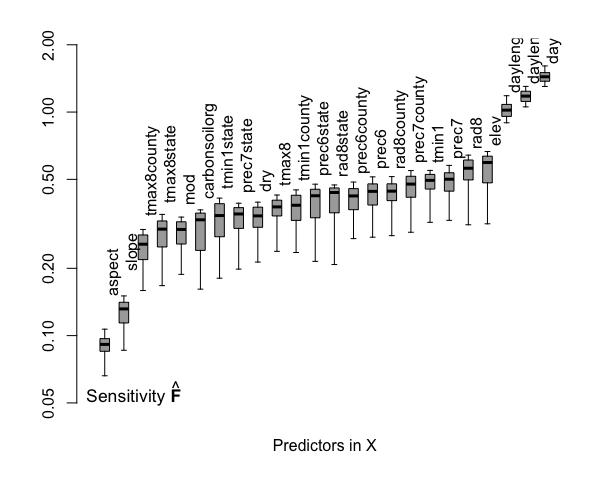 2.00
1.00
0.50
0.20
0.10
0.05
aspect
slope
tmax8county
tmax8state
mod
carbonsoilorg
tmin1state
prec7state
dry
tmax8
tmin1county
prec6state
rad8state
prec6county
prec6
rad8county
prec7county
tmin1
prec7
rad8
elev
dayleng
daylen
day
Sensitivity F̂
Predictors in X